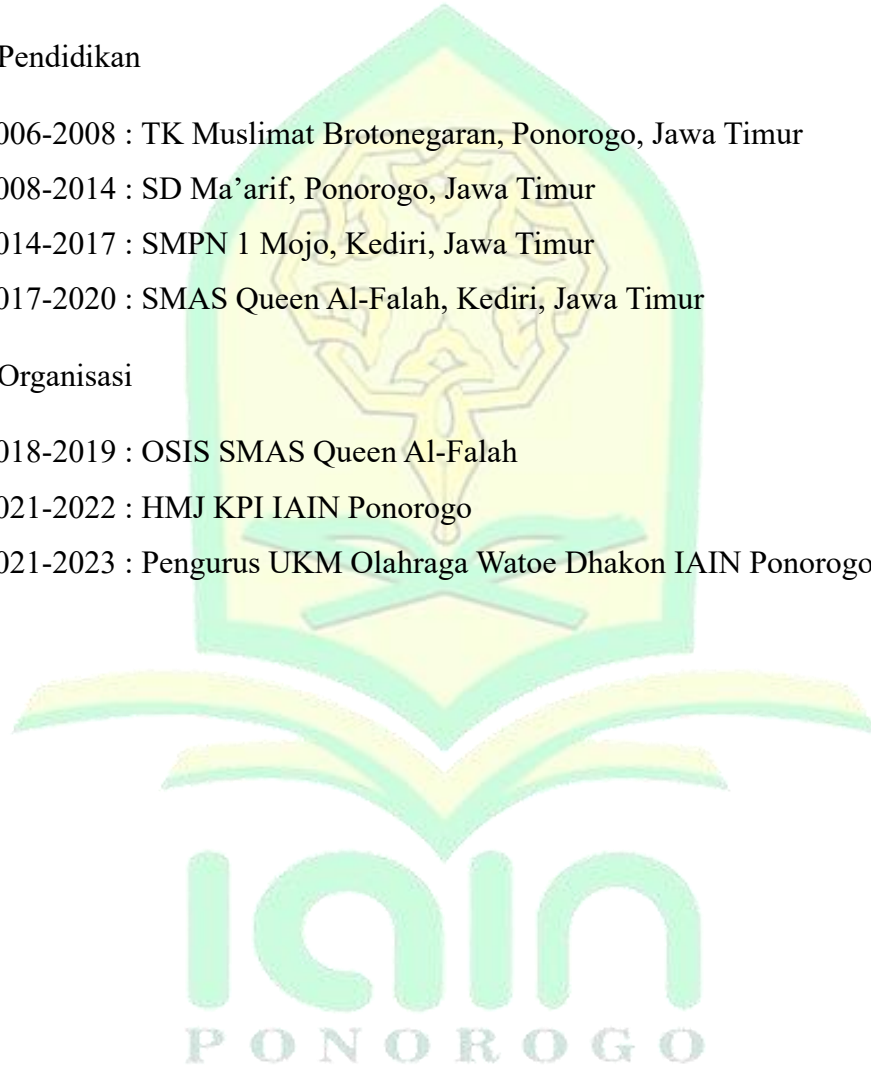 Pendidikan
006-2008 : TK Muslimat Brotonegaran, Ponorogo, Jawa Timur
008-2014 : SD Ma’arif, Ponorogo, Jawa Timur
014-2017 : SMPN 1 Mojo, Kediri, Jawa Timur
017-2020 : SMAS Queen Al-Falah, Kediri, Jawa Timur
Organisasi
018-2019 : OSIS SMAS Queen Al-Falah
021-2022 : HMJ KPI IAIN Ponorogo
021-2023 : Pengurus UKM Olahraga Watoe Dhakon IAIN Ponorogo
iain
PONOROGO